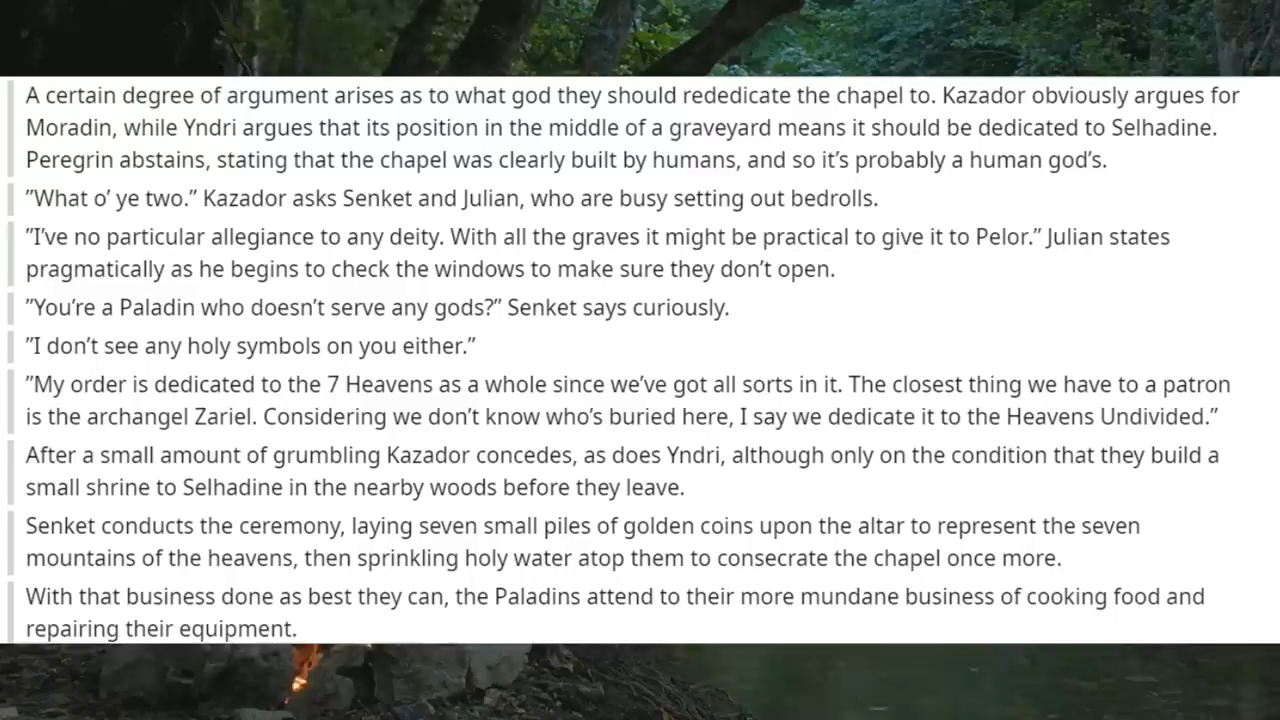 A certain degree of argument arises as to what god they should rededicate the chapel to. Kazador obviously argues for
Moradin, while Yndri argues that its position in the middle of a graveyard means it should be dedicated to Selhadine.
Peregrin abstains, stating that the chapel was clearly built by humans, and so it’s probably a human god’s.
”What o’ ye two.” Kazador asks Senket and Julian, who are busy setting out bedrolls.
”I’ve no particular allegiance to any deity. With all the graves it might be practical to give it to Pelor.” Julian states
pragmatically as he begins to check the windows to make sure they don’t open.
”You’re a Paladin who doesn’t serve any gods?” Senket says curiously.
”I don’t see any holy symbols on you either.”
”My order is dedicated to the 7 Heavens as a whole since we’ve got all sorts in it. The closest thing we have to a patron
is the archangel Zariel. Considering we don’t know who’s buried here, I say we dedicate it to the Heavens Undivided.”
After a small amount of grumbling Kazador concedes, as does Yndri, although only on the condition that they build a
small shrine to Selhadine in the nearby woods before they leave.
Senket conducts the ceremony, laying seven small piles of golden coins upon the altar to represent the seven
mountains of the heavens, then sprinkling holy water atop them to consecrate the chapel once more.
With that business done as best they can, the Paladins attend to their more mundane business of cooking food and
repairing their equipment.